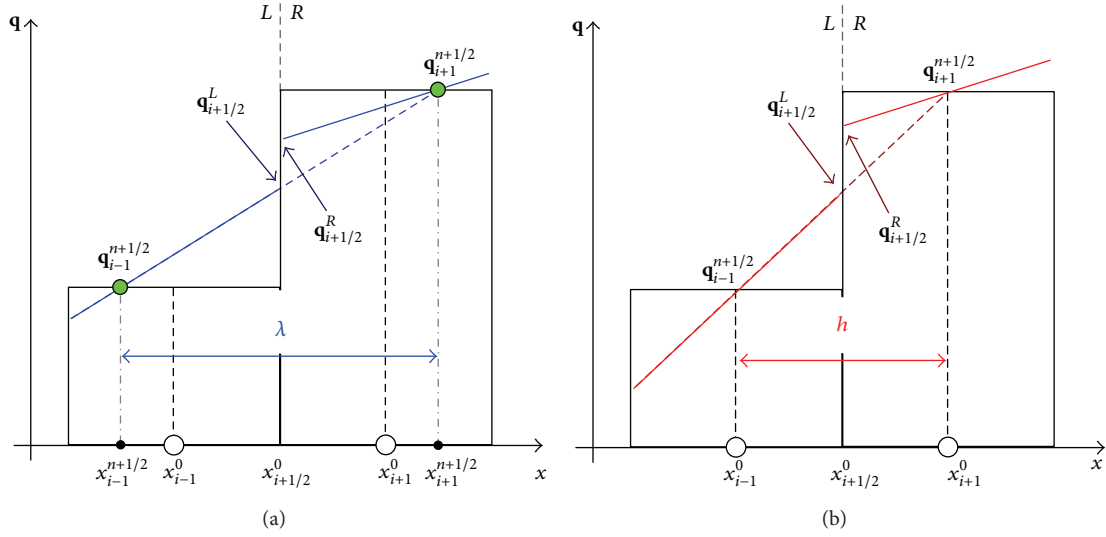 q
L R
q_{i+1}^{n+1/2}
q_{i+1/2}^{L}
q_{i+1/2}^{R}
q_{i-1}^{n+1/2}
λ
x_{i-1}^{n+1/2} x_{i-1}^{0} x_{i+1/2}^{0} x_{i+1}^{0} x_{i+1}^{n+1/2} x
(a)
q
L R
q_{i+1}^{n+1/2}
q_{i+1/2}^{L}
q_{i+1/2}^{R}
q_{i-1}^{n+1/2}
h
x_{i-1}^{0} x_{i+1/2}^{0} x_{i+1}^{0} x
(b)